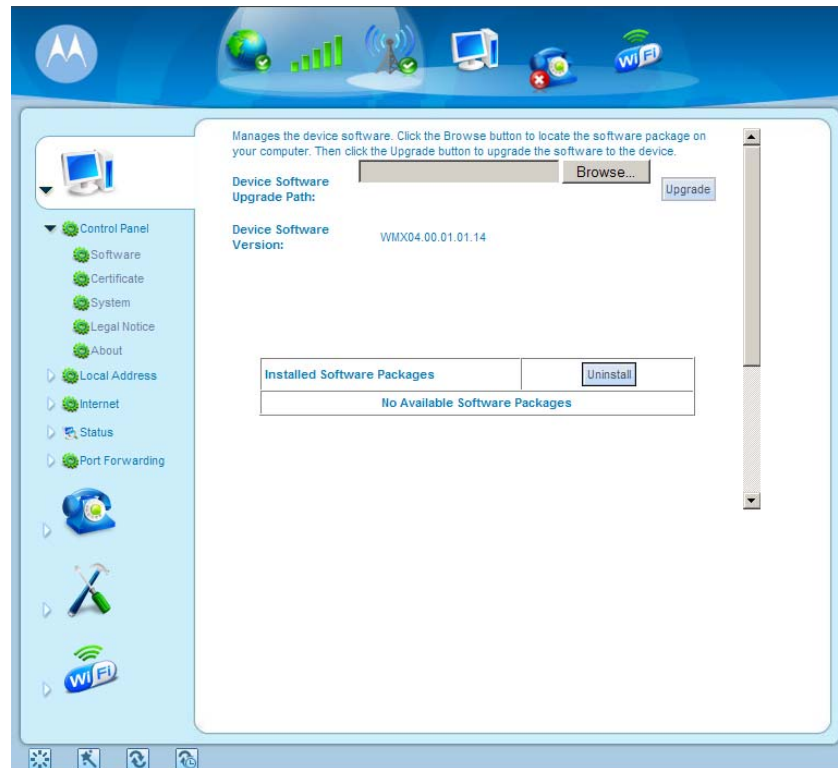 WiFi
Manages the device software. Click the Browse button to locate the software package on
your computer. Then click the Upgrade button to upgrade the software to the device.
Device Software
Upgrade Path:
Browse...
Upgrade
Device Software
Version:
WMX04.00.01.01.14
Installed Software Packages
Uninstall
No Available Software Packages
Control Panel
Software
Certificate
System
Legal Notice
About
Local Address
Internet
Status
Port Forwarding
WiFi